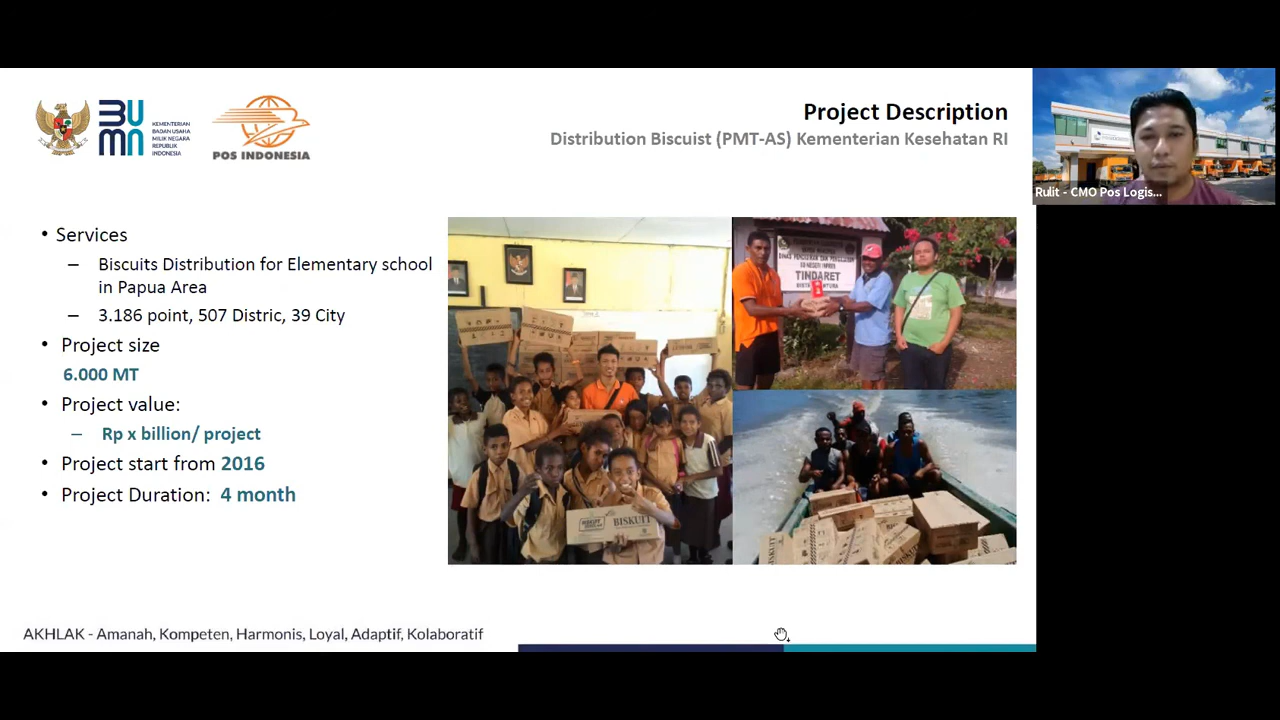 BUMN
KEMENTERIAN
BADAN USAHA
MILIK NEGARA
REPUBLIK
INDONESIA
POS INDONESIA
Project Description
Distribution Biscuist (PMT-AS) Kementerian Kesehatan RI
Rulit - CMO Pos Logis...
• Services
– Biscuits Distribution for Elementary school
in Papua Area
– 3.186 point, 507 Distric, 39 City
• Project size
6.000 MT
• Project value:
– Rp x billion/ project
• Project start from 2016
• Project Duration: 4 month
TINDARET
BISKUIT
AKHLAK - Amanah, Kompeten, Harmonis, Loyal, Adaptif, Kolaboratif